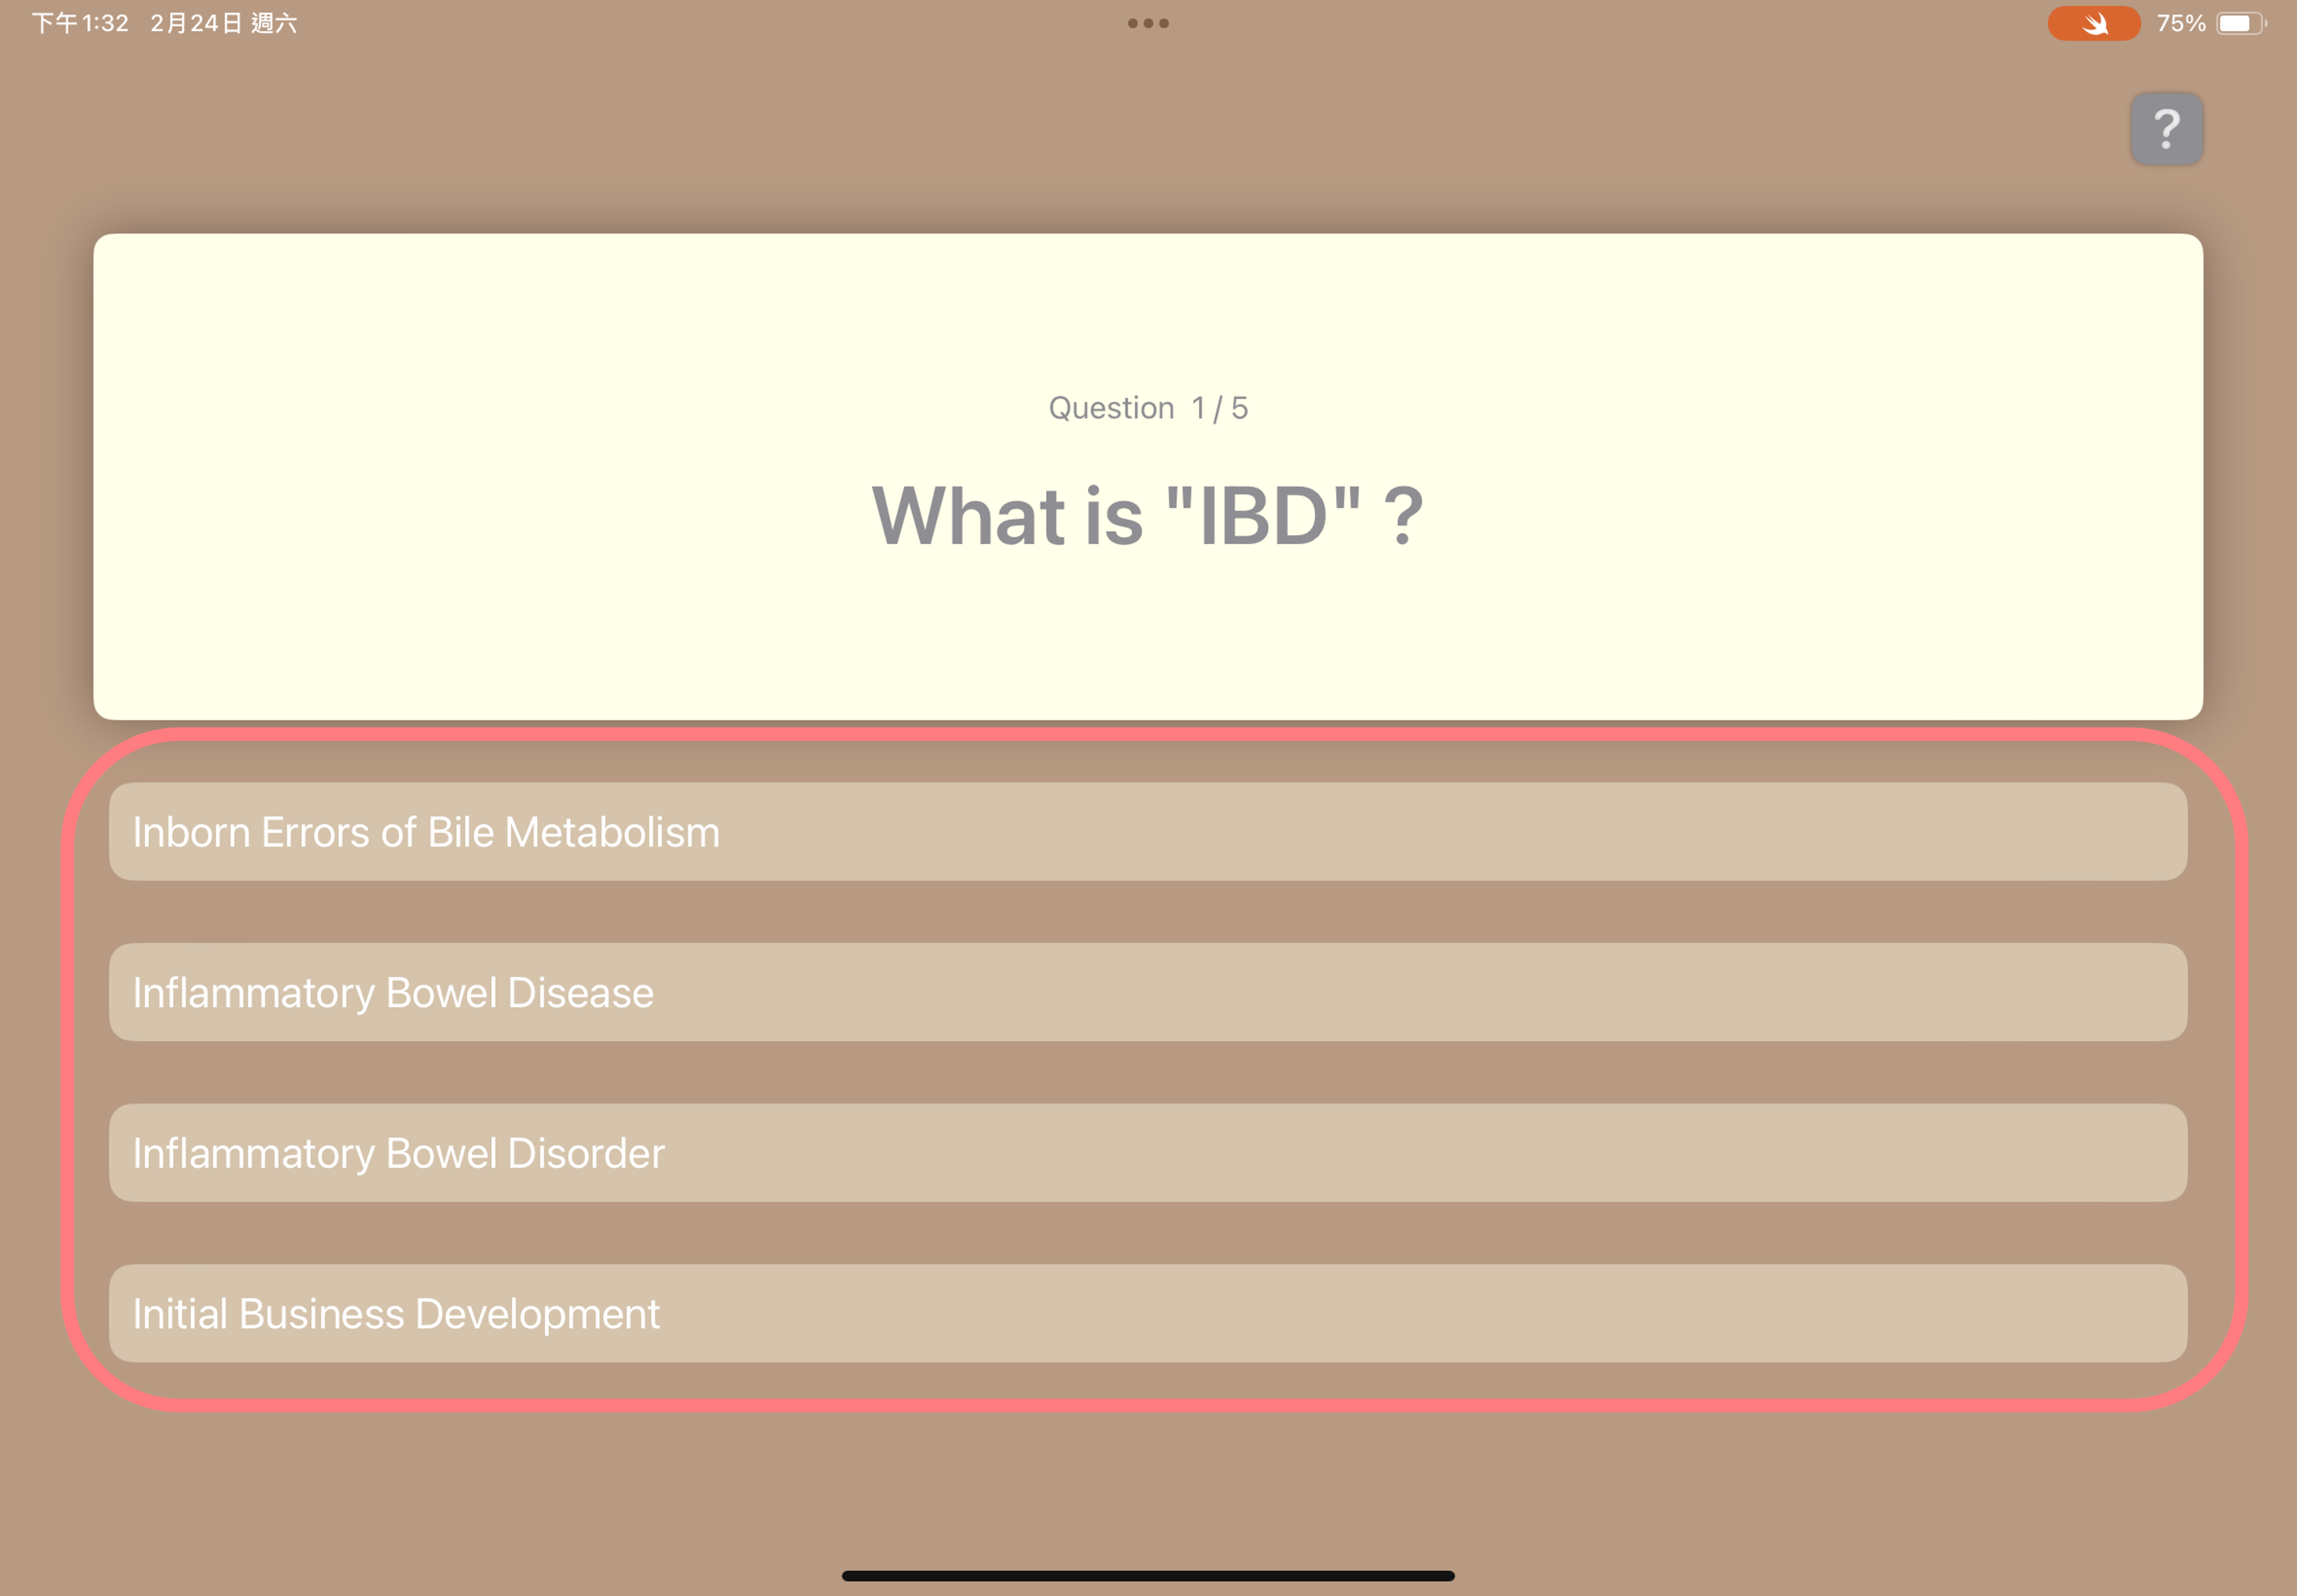 下午1:32 2月24日 週六
75%
?
Question 1 / 5
What is "IBD" ?
Inborn Errors of Bile Metabolism
Inflammatory Bowel Disease
Inflammatory Bowel Disorder
Initial Business Development